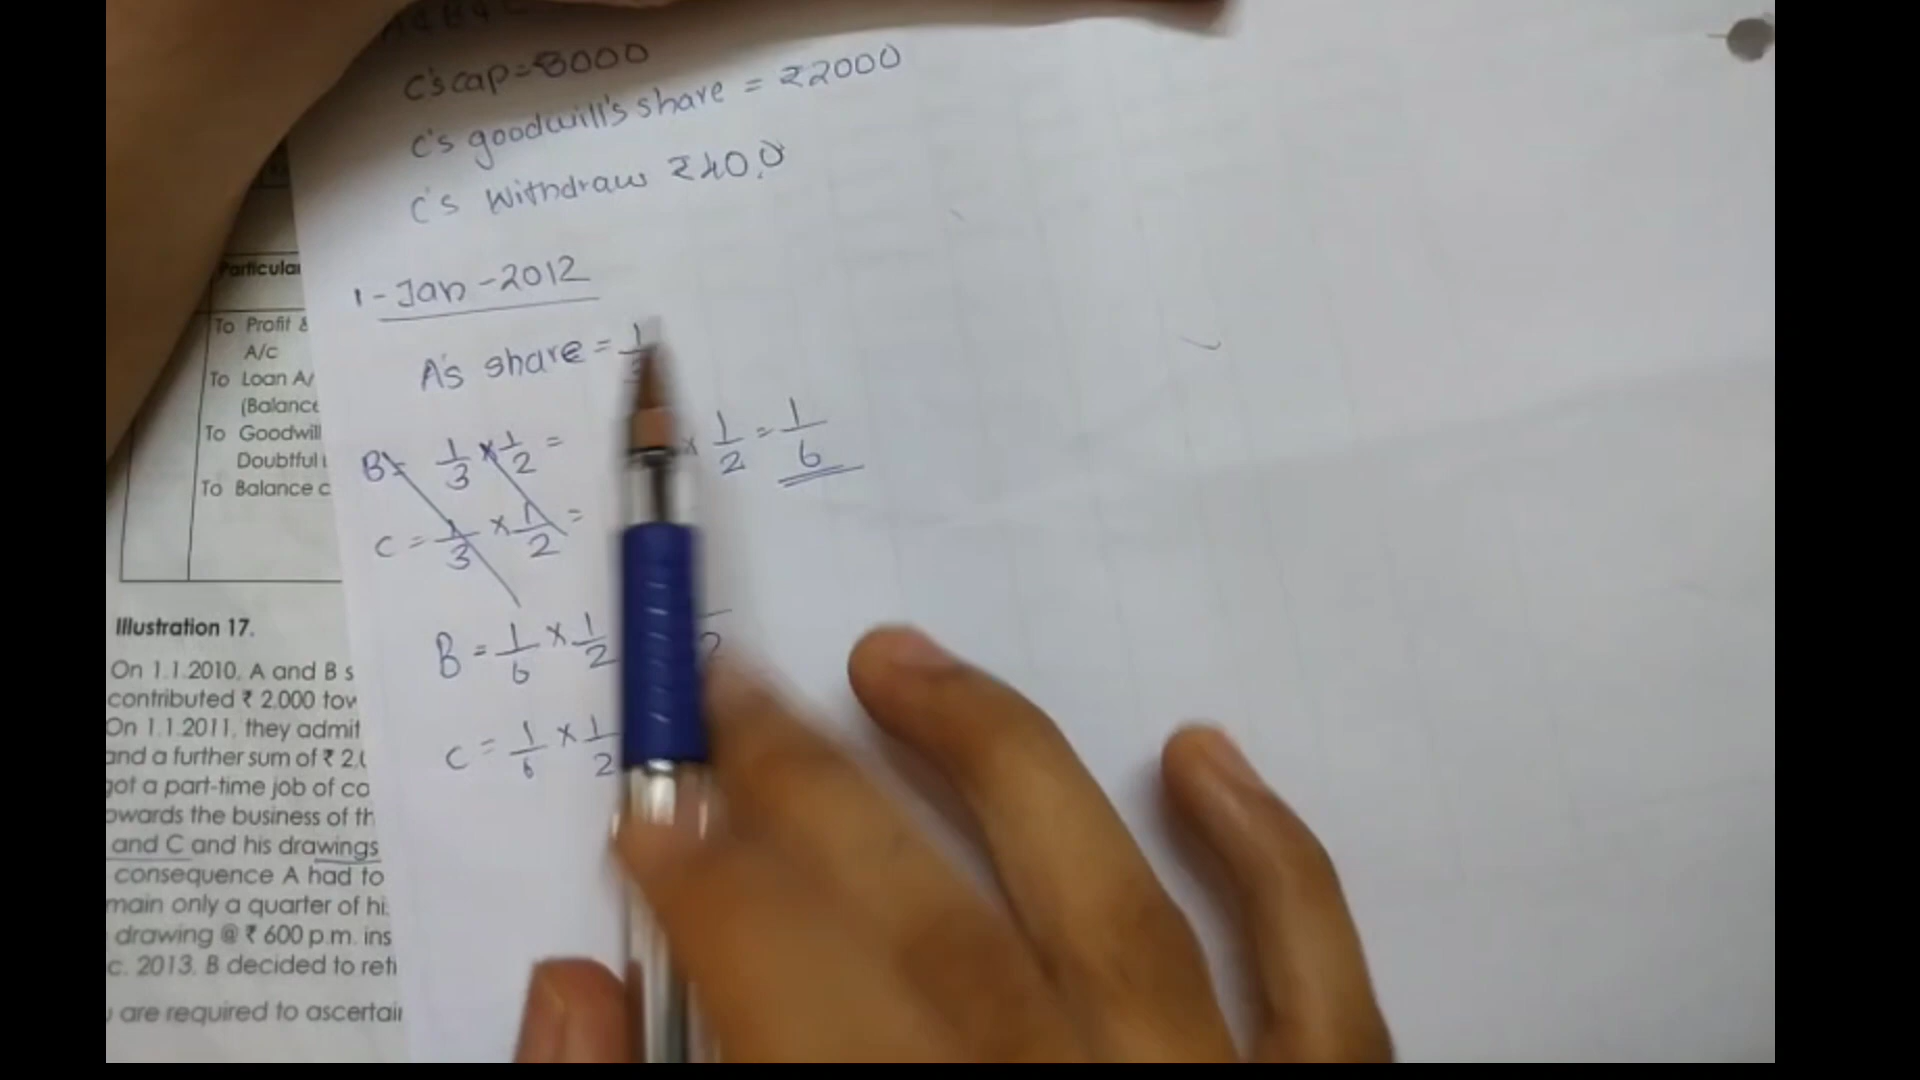 C's cap = 8000
C's goodwill's share = ₹2000
C's Withdraw ₹400
1-Jan-2012
A's share = 1/3
B 1/3 × 1/2 =
× 1/2 = 1/6
C = 1/3 × 1/2 =
B = 1/6 × 1/2
C = 1/6 × 1/2
Particular
To Profit &
A/c
To Loan A/
(Balance
To Goodwill
Doubtful
To Balance c
Illustration 17.
On 1.1.2010, A and B s
contributed ₹ 2,000 tow
On 1.1.2011, they admit
and a further sum of ₹ 2,
got a part-time job of co
owards the business of th
and C and his drawings
consequence A had to
main only a quarter of hi
drawing @ ₹ 600 p.m. ins
c. 2013, B decided to reti
are required to ascertain